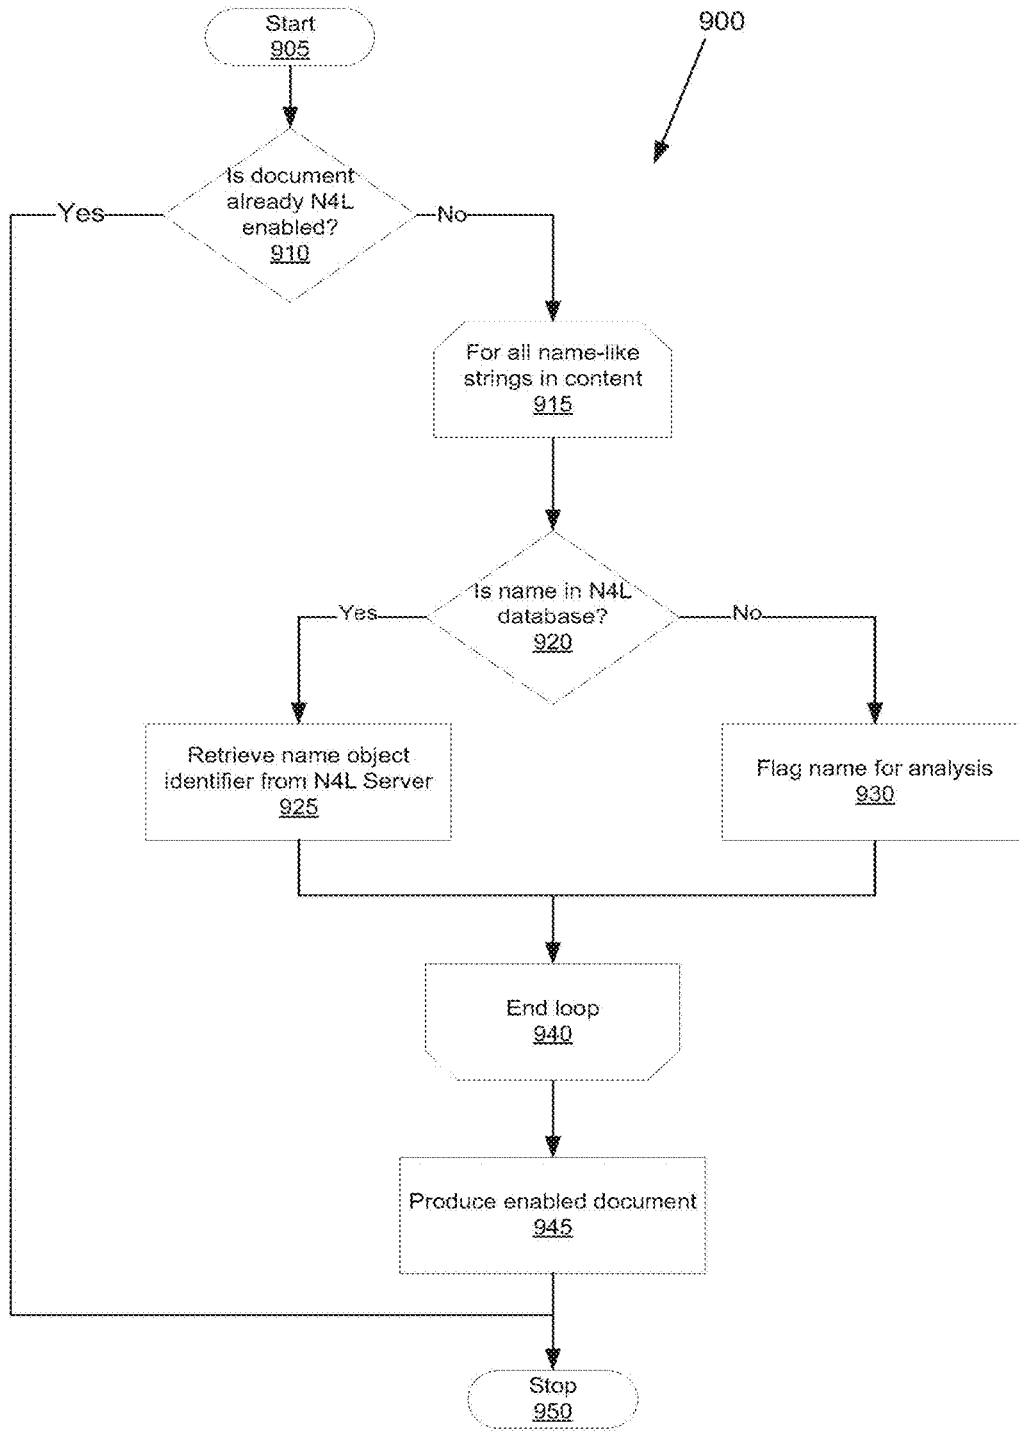 Start
905
900
Is document
already N4L
enabled?
910
Yes
No
For all name-like
strings in content
915
Is name in N4L
database?
920
Yes
No
Retrieve name object
identifier from N4L Server
925
Flag name for analysis
930
End loop
940
Produce enabled document
945
Stop
950